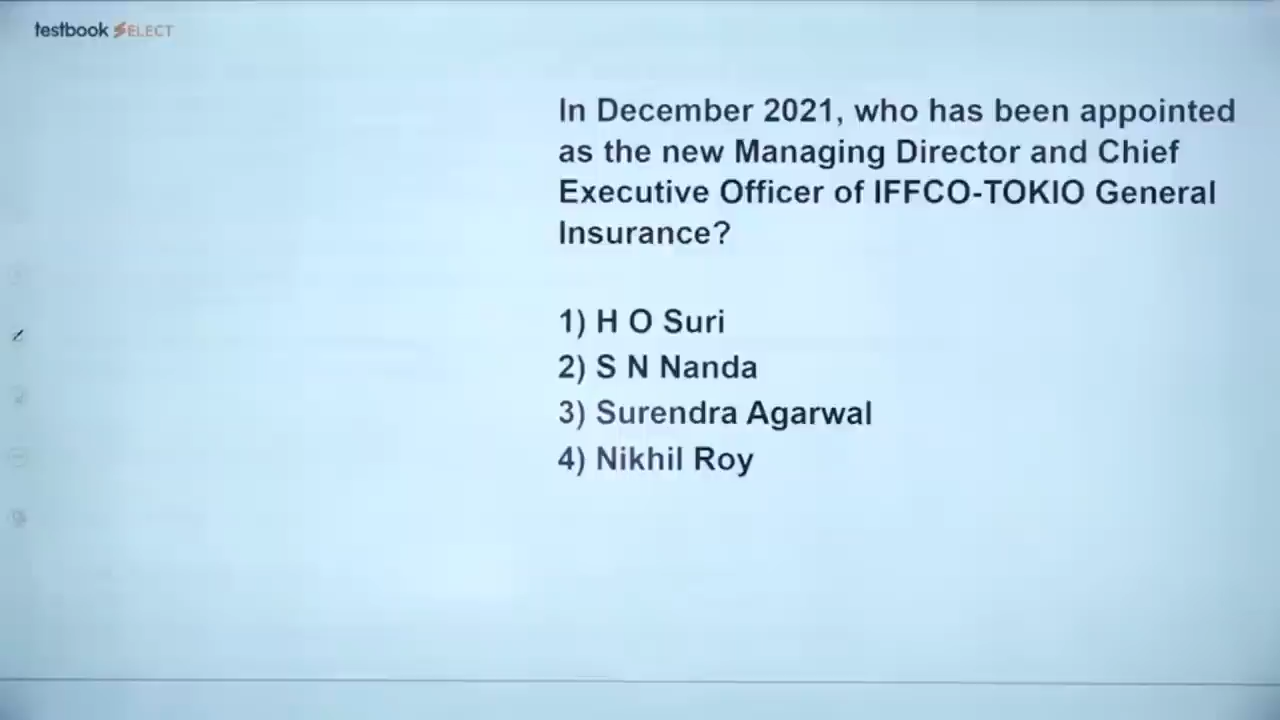 testbook SELECT
In December 2021, who has been appointed
as the new Managing Director and Chief
Executive Officer of IFFCO-TOKIO General
Insurance?
1) H O Suri
2) S N Nanda
3) Surendra Agarwal
4) Nikhil Roy